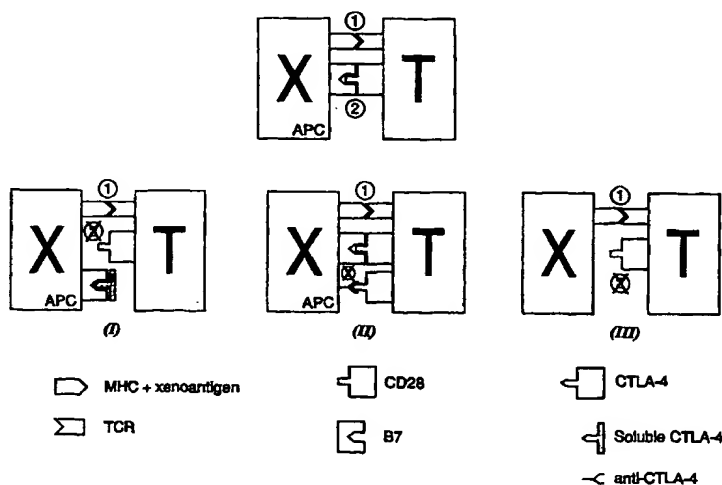 ①
X T
APC
②
① ① ①
X T X T X T
APC APC
(I) (II) (III)
MHC + xenoantigen CD28 CTLA-4
TCR B7 Soluble CTLA-4
anti-CTLA-4